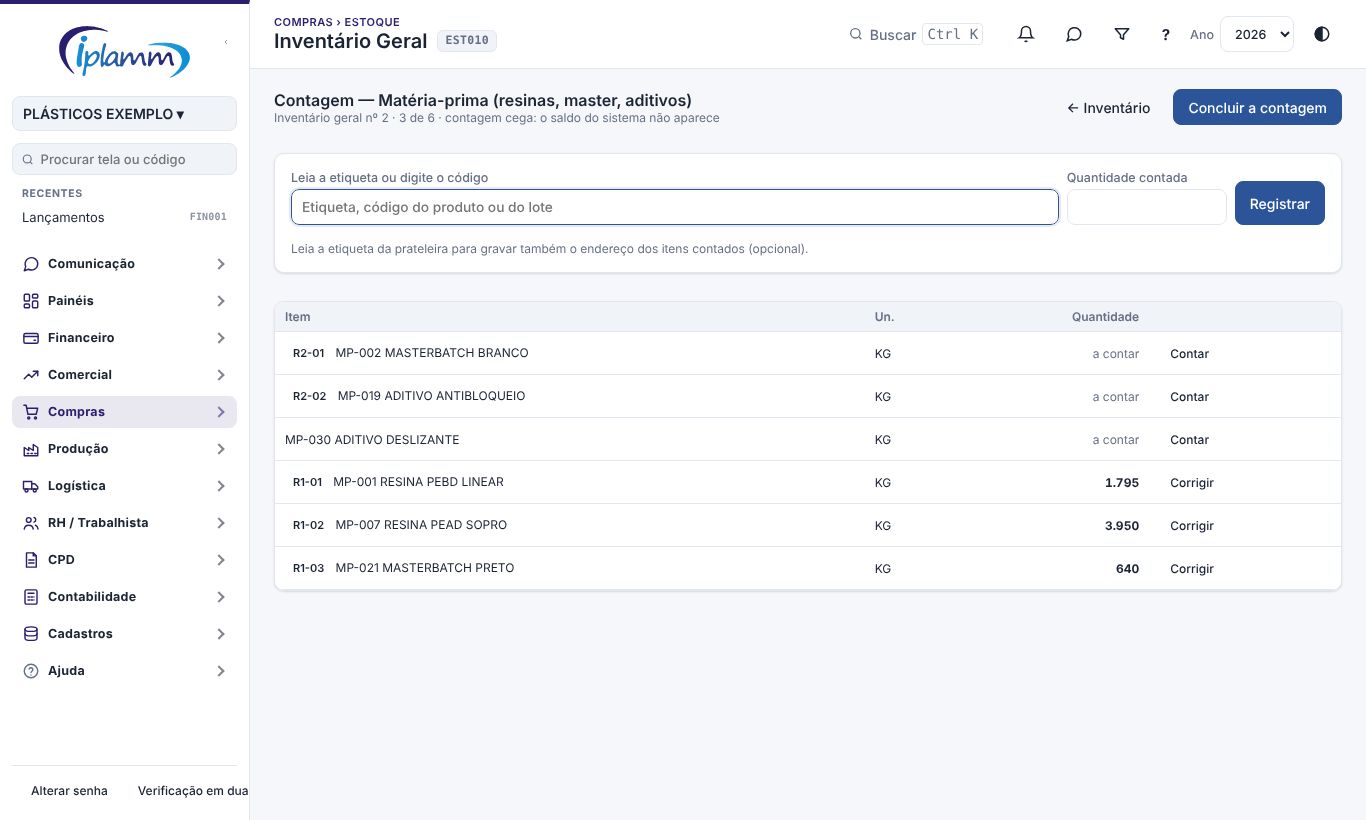 iplamm
PLÁSTICOS EXEMPLO ▾
Procurar tela ou código
RECENTES
Lançamentos FIN001
Comunicação
Painéis
Financeiro
Comercial
Compras
Produção
Logística
RH / Trabalhista
CPD
Contabilidade
Cadastros
Ajuda
Alterar senha Verificação em dua
COMPRAS › ESTOQUE
Inventário Geral EST010
Buscar Ctrl K ? Ano 2026
Contagem — Matéria-prima (resinas, master, aditivos)
Inventário geral nº 2 · 3 de 6 · contagem cega: o saldo do sistema não aparece
← Inventário Concluir a contagem
Leia a etiqueta ou digite o código Quantidade contada
Etiqueta, código do produto ou do lote Registrar
Leia a etiqueta da prateleira para gravar também o endereço dos itens contados (opcional).
Item Un. Quantidade
R2-01 MP-002 MASTERBATCH BRANCO KG a contar Contar
R2-02 MP-019 ADITIVO ANTIBLOQUEIO KG a contar Contar
MP-030 ADITIVO DESLIZANTE KG a contar Contar
R1-01 MP-001 RESINA PEBD LINEAR KG 1.795 Corrigir
R1-02 MP-007 RESINA PEAD SOPRO KG 3.950 Corrigir
R1-03 MP-021 MASTERBATCH PRETO KG 640 Corrigir